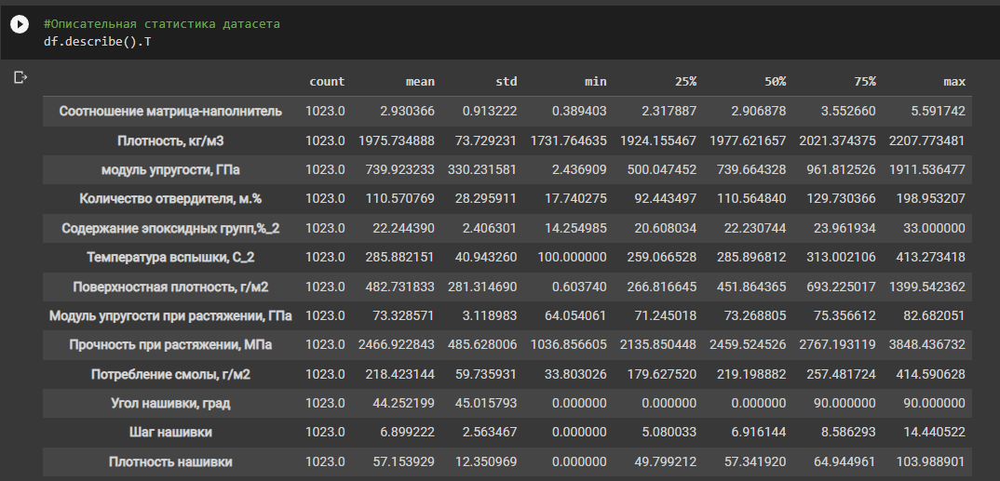 #Описательная статистика датасета
df.describe().T
count mean std min 25% 50% 75% max
Соотношение матрица-наполнитель 1023.0 2.930366 0.913222 0.389403 2.317887 2.906878 3.552660 5.591742
Плотность, кг/м3 1023.0 1975.734888 73.729231 1731.764635 1924.155467 1977.621657 2021.374375 2207.773481
модуль упругости, ГПа 1023.0 739.923233 330.231581 2.436909 500.047452 739.664328 961.812526 1911.536477
Количество отвердителя, м.% 1023.0 110.570769 28.295911 17.740275 92.443497 110.564840 129.730366 198.953207
Содержание эпоксидных групп,%_2 1023.0 22.244390 2.406301 14.254985 20.608034 22.230744 23.961934 33.000000
Температура вспышки, С_2 1023.0 285.882151 40.943260 100.000000 259.066528 285.896812 313.002106 413.273418
Поверхностная плотность, г/м2 1023.0 482.731833 281.314690 0.603740 266.816645 451.864365 693.225017 1399.542362
Модуль упругости при растяжении, ГПа 1023.0 73.328571 3.118983 64.054061 71.245018 73.268805 75.356612 82.682051
Прочность при растяжении, МПа 1023.0 2466.922843 485.628006 1036.856605 2135.850448 2459.524526 2767.193119 3848.436732
Потребление смолы, г/м2 1023.0 218.423144 59.735931 33.803026 179.627520 219.198882 257.481724 414.590628
Угол нашивки, град 1023.0 44.252199 45.015793 0.000000 0.000000 0.000000 90.000000 90.000000
Шаг нашивки 1023.0 6.899222 2.563467 0.000000 5.080033 6.916144 8.586293 14.440522
Плотность нашивки 1023.0 57.153929 12.350969 0.000000 49.799212 57.341920 64.944961 103.988901